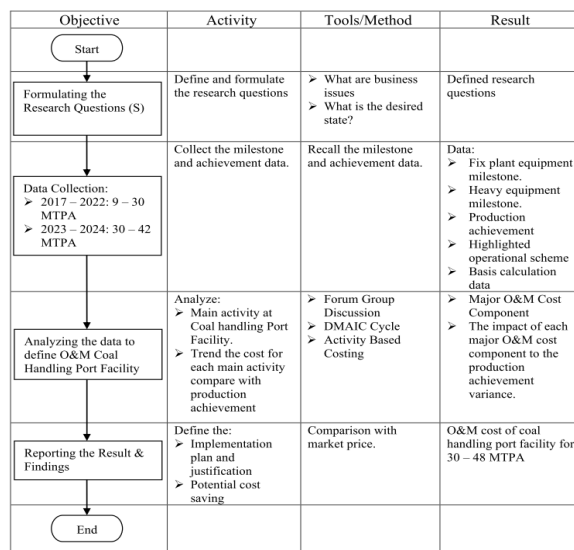 Objective
Activity
Tools/Method
Result
Start
Formulating the
Research Questions (S)
Define and formulate
the research questions
➢ What are business
issues
➢ What is the desired
state?
Defined research
questions
Data Collection:
➢ 2017 – 2022: 9 – 30
MTPA
➢ 2023 – 2024: 30 – 42
MTPA
Collect the milestone
and achievement data.
Recall the milestone
and achievement data.
Data:
➢ Fix plant equipment
milestone.
➢ Heavy equipment
milestone.
➢ Production
achievement
➢ Highlighted
operational scheme
➢ Basis calculation
data
Analyzing the data to
define O&M Coal
Handling Port Facility
Analyze:
➢ Main activity at
Coal handling Port
Facility.
➢ Trend the cost for
each main activity
compare with
production
achievement
➢ Forum Group
Discussion
➢ DMAIC Cycle
➢ Activity Based
Costing
➢ Major O&M Cost
Component
➢ The impact of each
major O&M cost
component to the
production
achievement
variance.
Reporting the Result &
Findings
Define the:
➢ Implementation
plan and
justification
➢ Potential cost
saving
Comparison with
market price.
O&M cost of coal
handling port facility for
30 – 48 MTPA
End